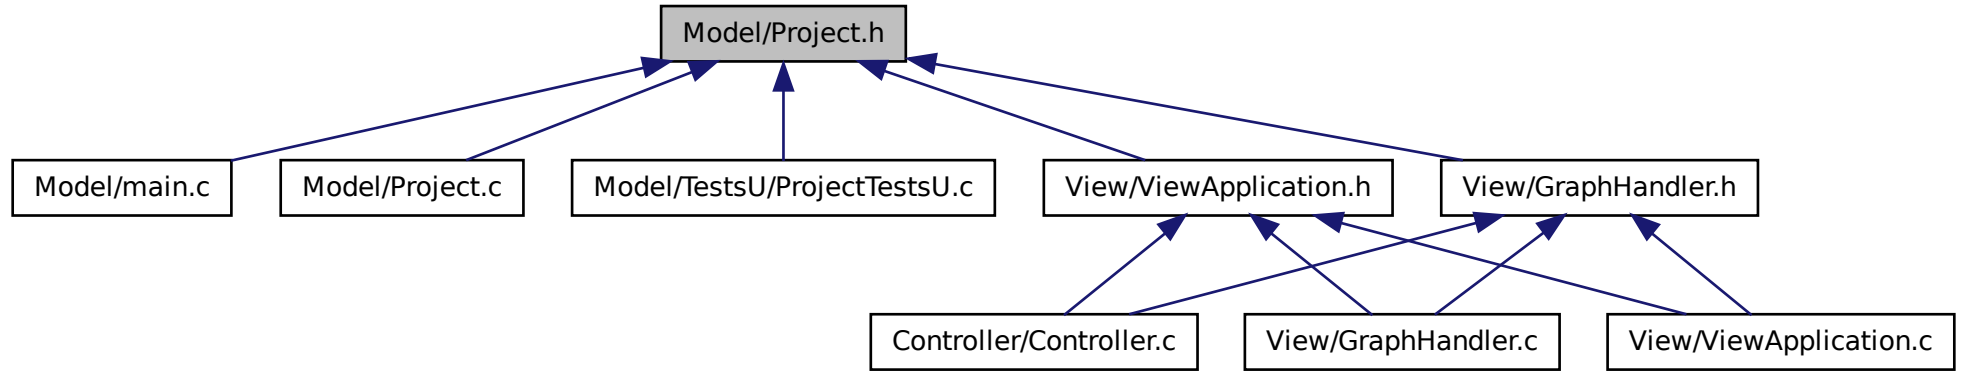 Model/Project.h
Model/main.c
Model/Project.c
Model/TestsU/ProjectTestsU.c
View/ViewApplication.h
View/GraphHandler.h
Controller/Controller.c
View/GraphHandler.c
View/ViewApplication.c